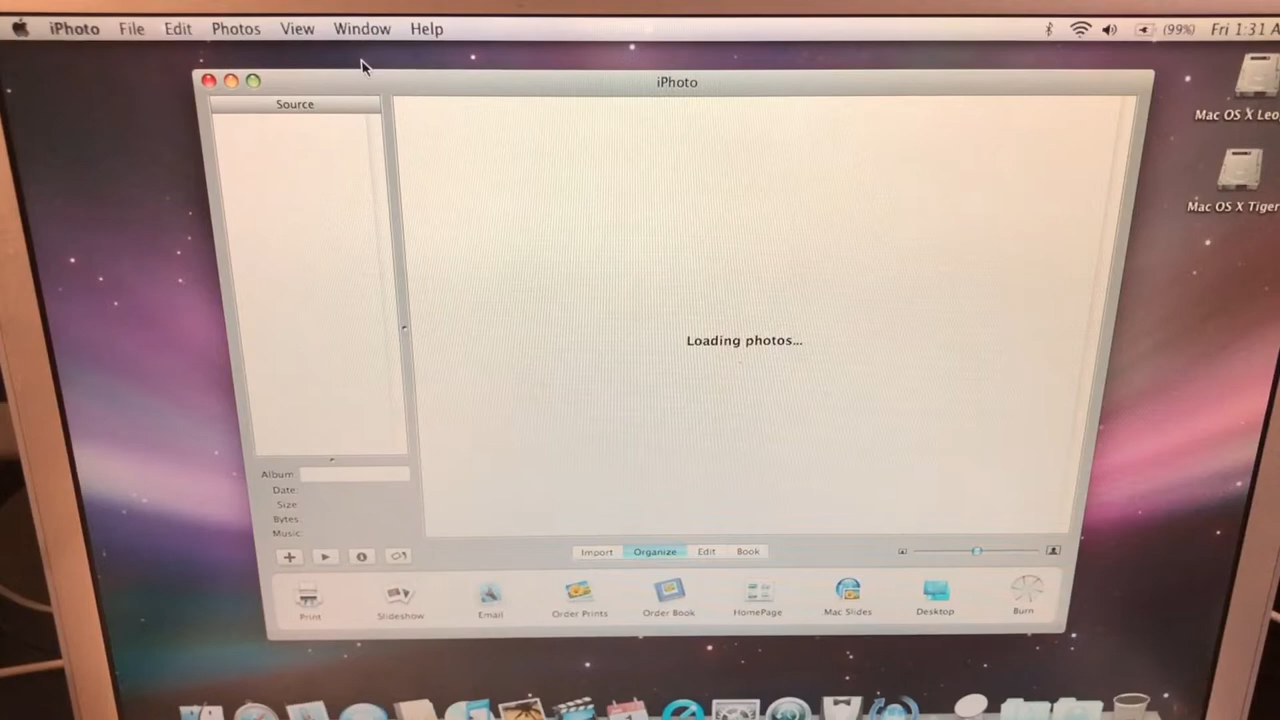 iPhoto File Edit Photos View Window Help (99%) Fri 1:31 A
iPhoto
Source
Mac OS X Leo
Mac OS X Tiger
Loading photos...
Album
Date:
Size
Bytes
Music:
Import Organize Edit Book
Print Slideshow Email Order Prints Order Book HomePage Mac Slides Desktop Burn